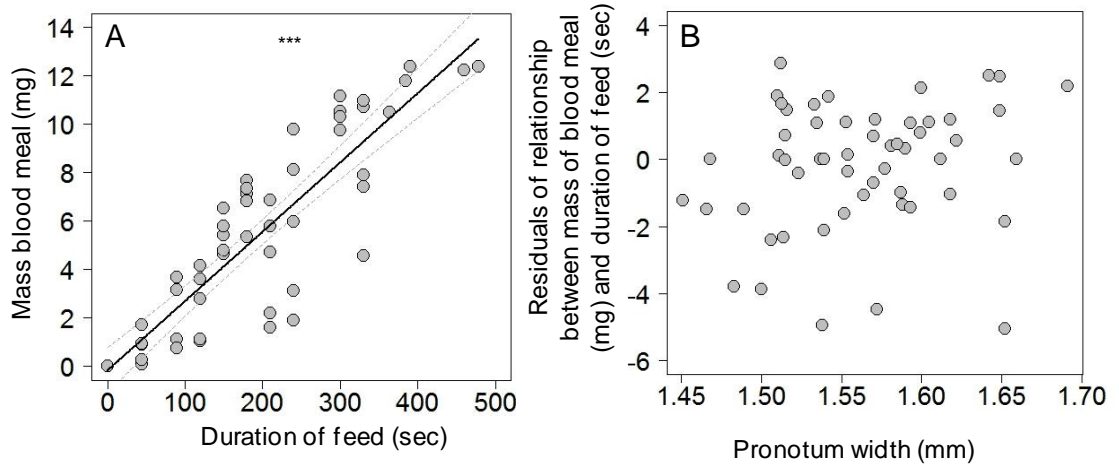 A
***
Mass blood meal (mg)
14
12
10
8
6
4
2
0
0 100 200 300 400 500
Duration of feed (sec)
B
Residuals of relationship
between mass of blood meal
(mg) and duration of feed (sec)
4
2
0
-2
-4
-6
1.45 1.50 1.55 1.60 1.65 1.70
Pronotum width (mm)